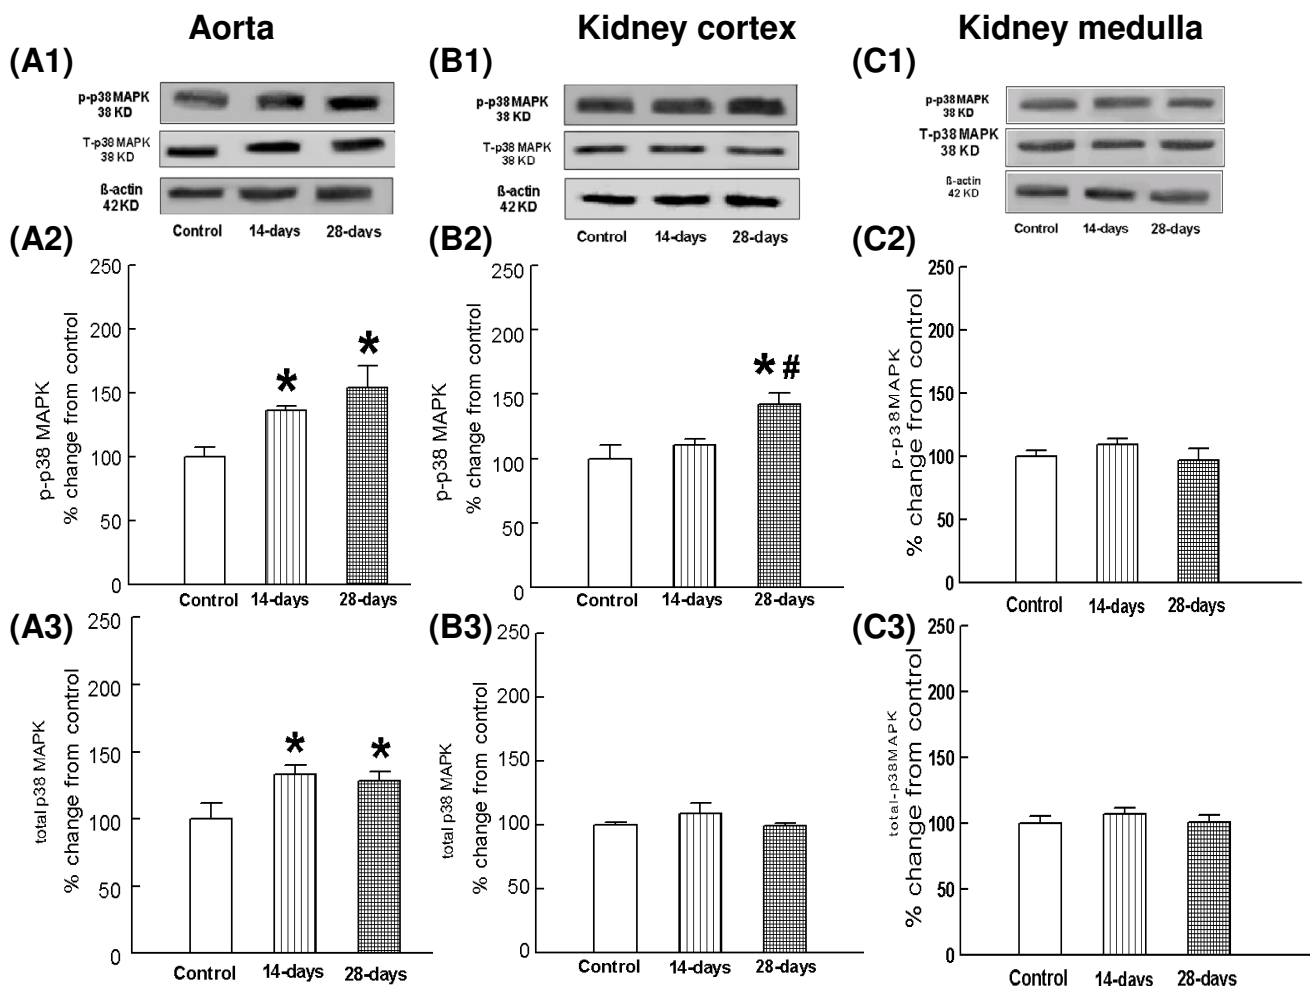 Aorta
Kidney cortex
Kidney medulla
(A1)
p-p38MAPK
38 KD
T-p38 MAPK
38 KD
ß-actin
42KD
Control 14-days 28-days
(B1)
p-p38MAPK
38 KD
T-p38 MAPK
38 KD
ß-actin
42KD
Control 14-days 28-days
(C1)
p-p38MAPK
38 KD
T-p38 MAPK
38 KD
ß-actin
42 KD
Control 14-days 28-days
(A2)
p-p38 MAPK
% change from control
250
200
150
100
50
0
*
*
Control 14-days 28-days
(B2)
p-p38 MAPK
% change from control
250
200
150
100
50
0
*#
Control 14-days 28-days
(C2)
p-p38MAPK
% change from control
250
200
150
100
50
0
Control 14-days 28-days
(A3)
total p38 MAPK
% change from control
250
200
150
100
50
0
*
*
Control 14-days 28-days
(B3)
total p38 MAPK
% change from control
250
200
150
100
50
0
Control 14-days 28-days
(C3)
total-p38MAPK
% change from control
250
200
150
100
50
0
Control 14-days 28-days